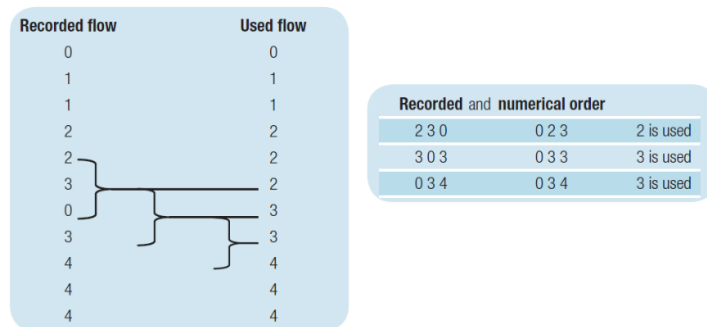 Recorded flow Used flow
0 0
1 1
1 1
2 2
2 2
3 2
0 3
3 3
4 4
4 4
4 4
Recorded and numerical order
2 3 0 0 2 3 2 is used
3 0 3 0 3 3 3 is used
0 3 4 0 3 4 3 is used